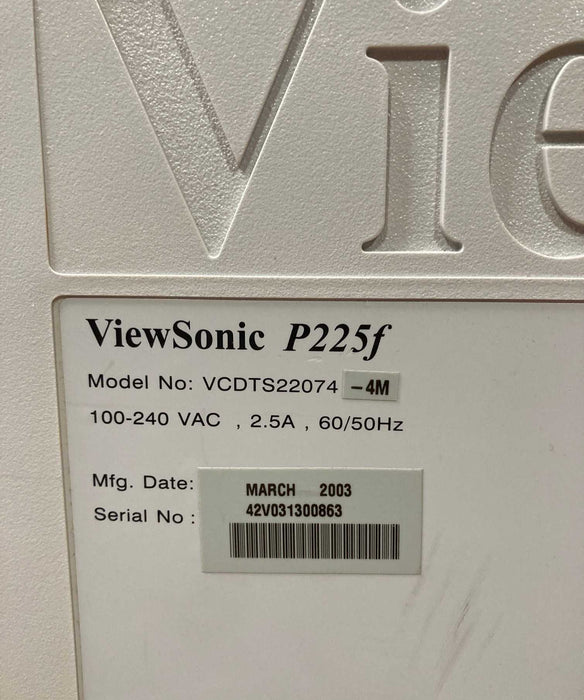 Vie
ViewSonic P225f
Model No: VCDTS22074 -4M
100-240 VAC , 2.5A , 60/50Hz
Mfg. Date: MARCH 2003
Serial No : 42V031300863